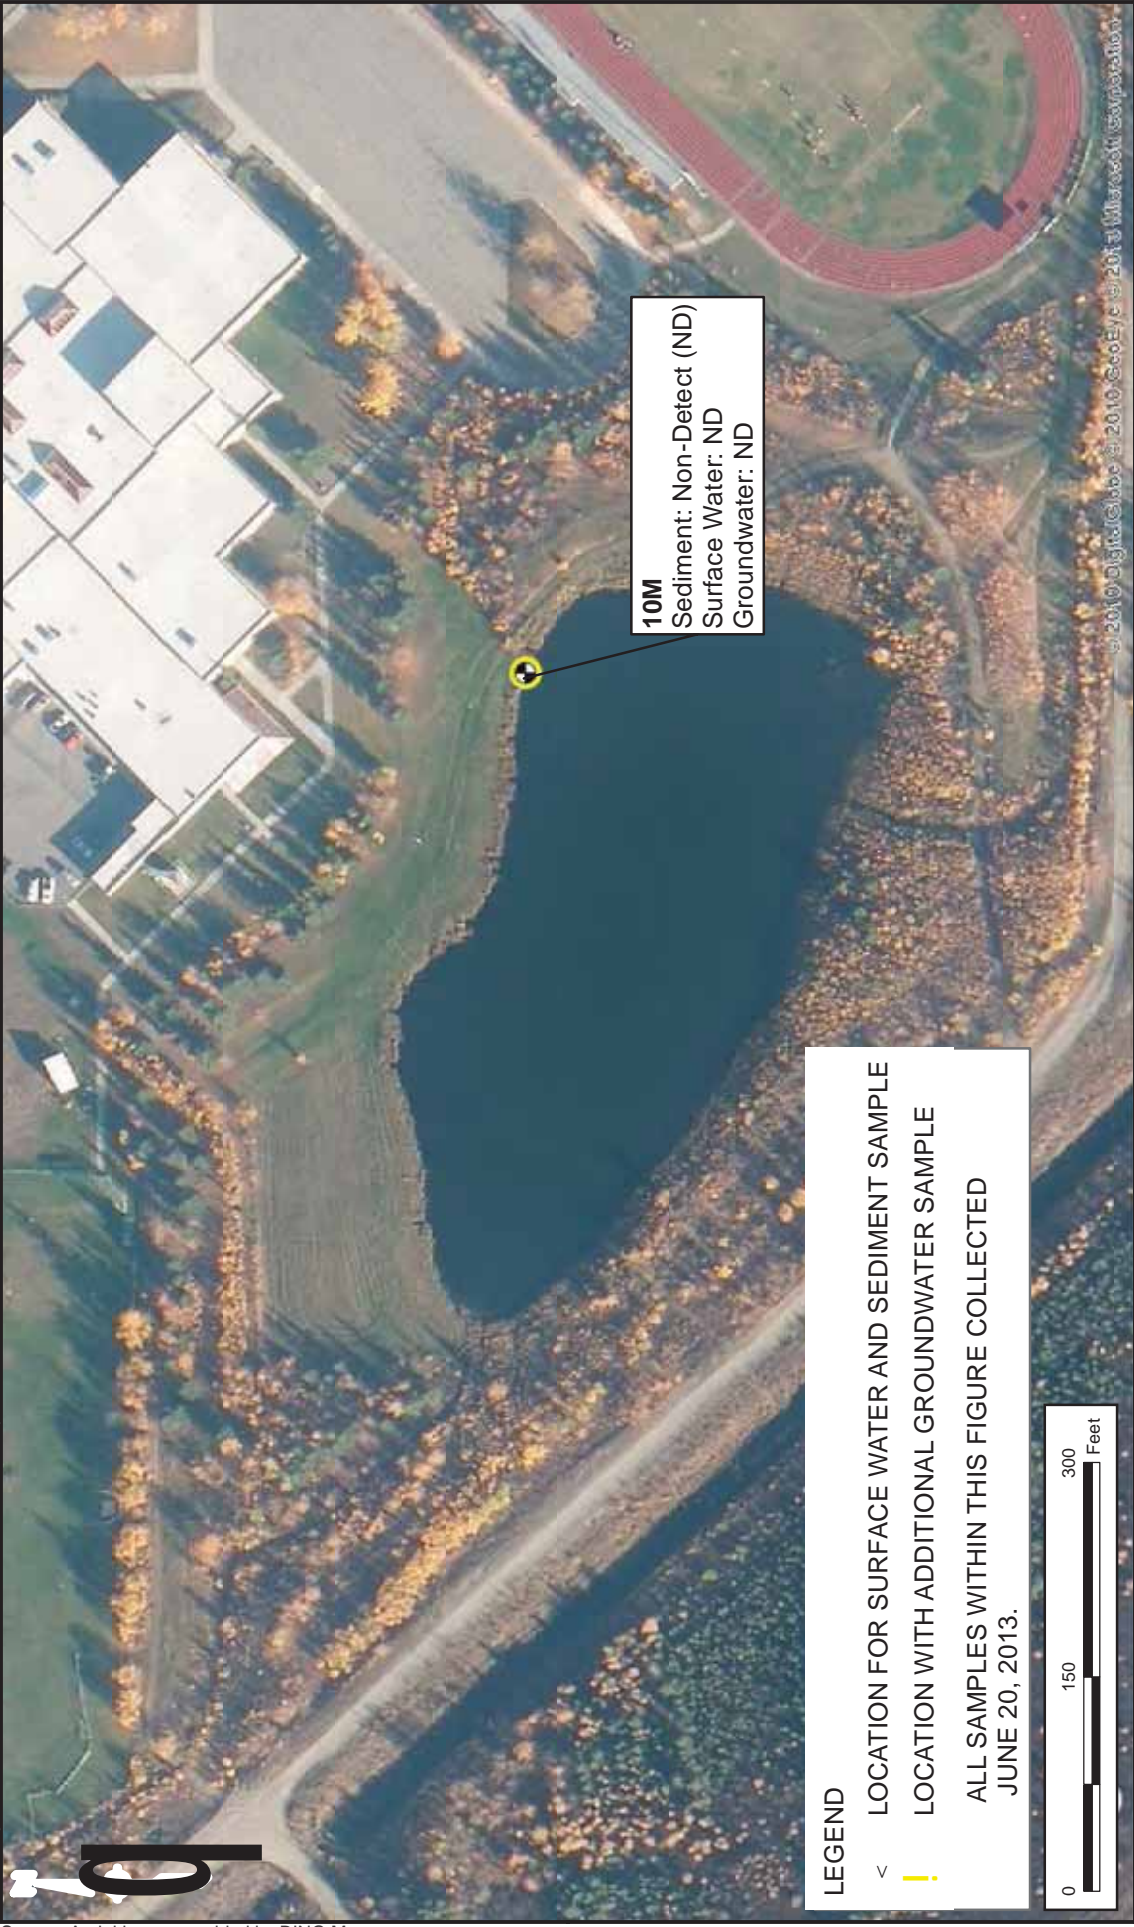 10M
Sediment: Non-Detect (ND)
Surface Water: ND
Groundwater: ND
LEGEND
< LOCATION FOR SURFACE WATER AND SEDIMENT SAMPLE
¡ LOCATION WITH ADDITIONAL GROUNDWATER SAMPLE
ALL SAMPLES WITHIN THIS FIGURE COLLECTED
JUNE 20, 2013.
0 150 300
Feet
© 2010 DigitalGlobe © 2010 GeoEye © 2010 Microsoft Corporation
N